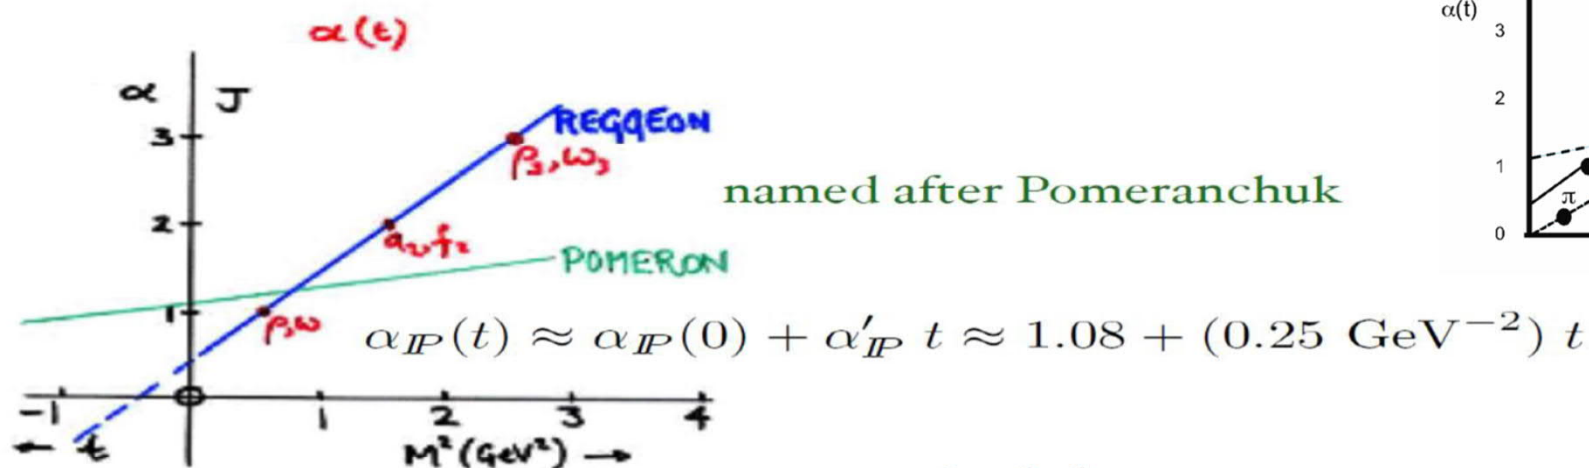 α(t)
α J
3
REGGEON
ρ₃, ω₃
2
a₂, f₂
POMERON
1
ρ, ω
-1 1 2 3 4
← t M² (GeV²) →
named after Pomeranchuk
α_IP(t) ≈ α_IP(0) + α′_IP t ≈ 1.08 + (0.25 GeV⁻²) t
α(t)
3
2
1
π
0